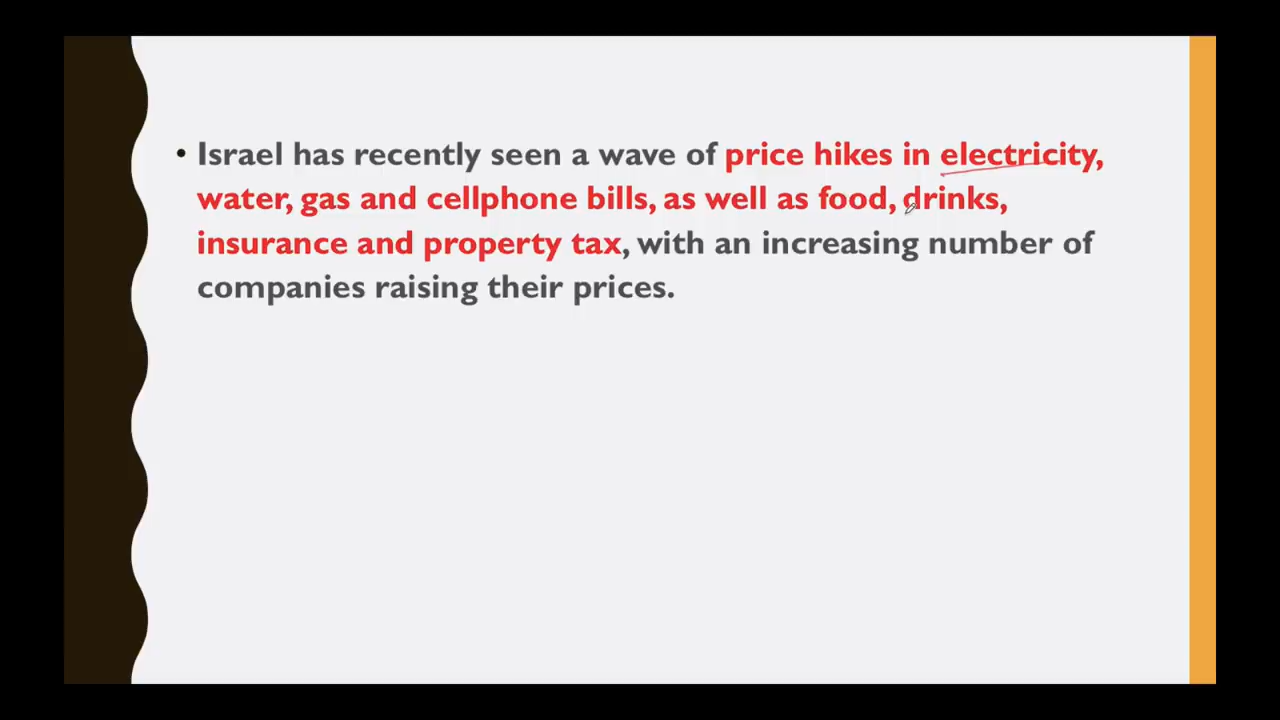 • Israel has recently seen a wave of price hikes in electricity,
water, gas and cellphone bills, as well as food, drinks,
insurance and property tax, with an increasing number of
companies raising their prices.